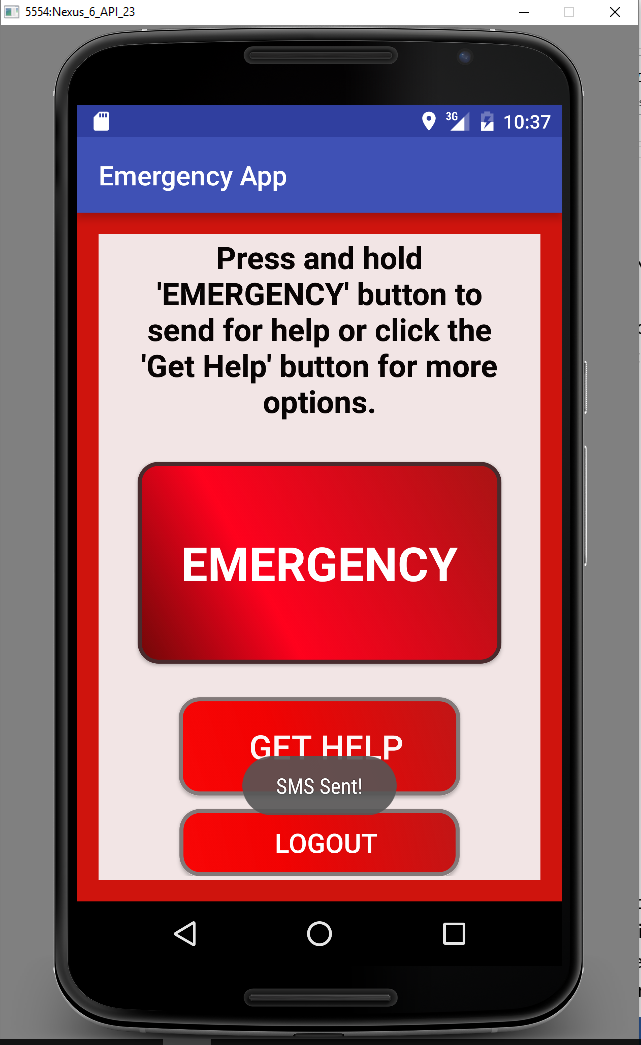 5554:Nexus_6_API_23
3G 10:37
Emergency App
Press and hold
'EMERGENCY' button to
send for help or click the
'Get Help' button for more
options.
EMERGENCY
GET HELP
SMS Sent!
LOGOUT